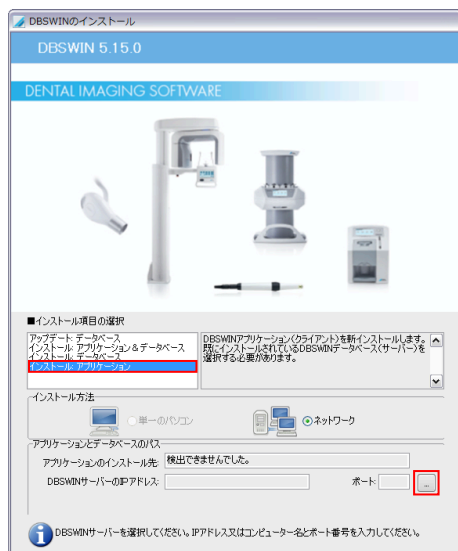 DBSWINのインストール
DBSWIN 5.15.0
DENTAL IMAGING SOFTWARE
■インストール項目の選択
アップデート: データベース
インストール: アプリケーション&データベース
インストール: データベース
インストール: アプリケーション
DBSWINアプリケーション(クライアント)を新インストールします。
既にインストールされているDBSWINデータベース(サーバー)を
選択する必要があります。
インストール方法
単一のパソコン
ネットワーク
アプリケーションとデータベースのパス
アプリケーションのインストール先: 検出できませんでした。
DBSWINサーバーのIPアドレス: ポート: ...
DBSWINサーバーを選択してください。IPアドレス又はコンピューター名とポート番号を入力してください。